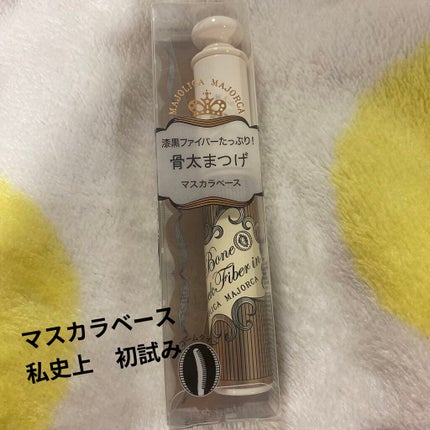 MAJOLICA MAJORCA
漆黒ファイバーたっぷり!
骨太まつげ
マスカラベース
Bone
Fiber in
MAJORCA
マスカラベース
私史上 初試み